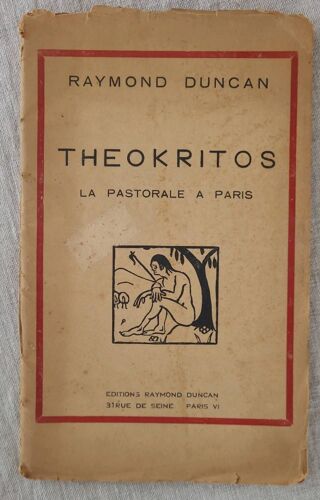 RAYMOND DUNCAN
THEOKRITOS
LA PASTORALE A PARIS
EDITIONS RAYMOND DUNCAN
31 RUE DE SEINE PARIS VI